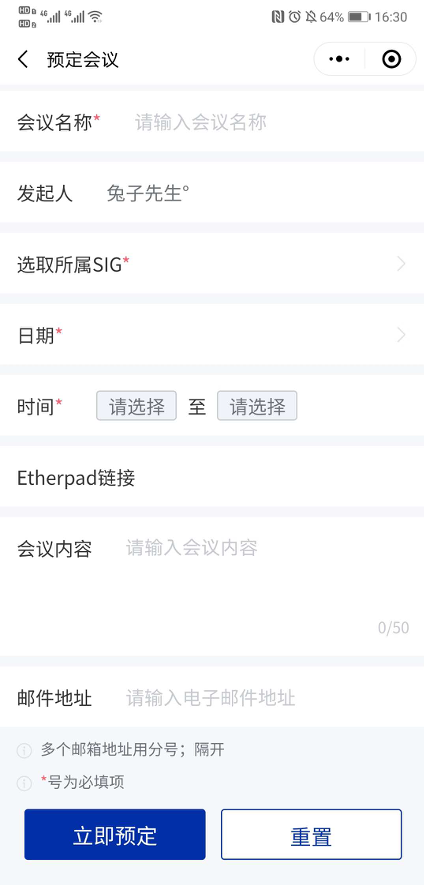 HD 1 4G 4G 64% 16:30
HD 2
预定会议
会议名称* 请输入会议名称
发起人 兔子先生°
选取所属SIG*
日期*
时间* 请选择 至 请选择
Etherpad链接
会议内容 请输入会议内容
0/50
邮件地址 请输入电子邮件地址
多个邮箱地址用分号；隔开
*号为必填项
立即预定 重置